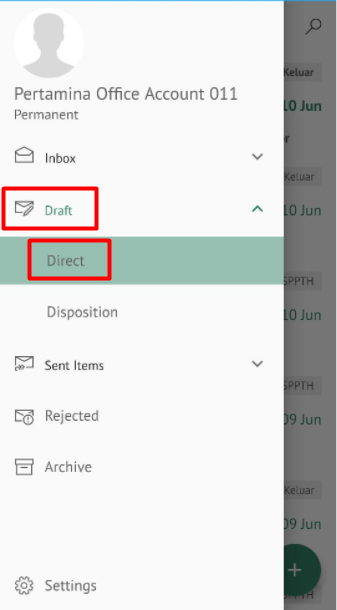 Keluar
Pertamina Office Account 011
10 Jun
Permanent
Inbox
Keluar
Draft
10 Jun
Direct
SPPTH
Disposition
10 Jun
Sent Items
SPPTH
Rejected
09 Jun
Archive
Keluar
09 Jun
Settings